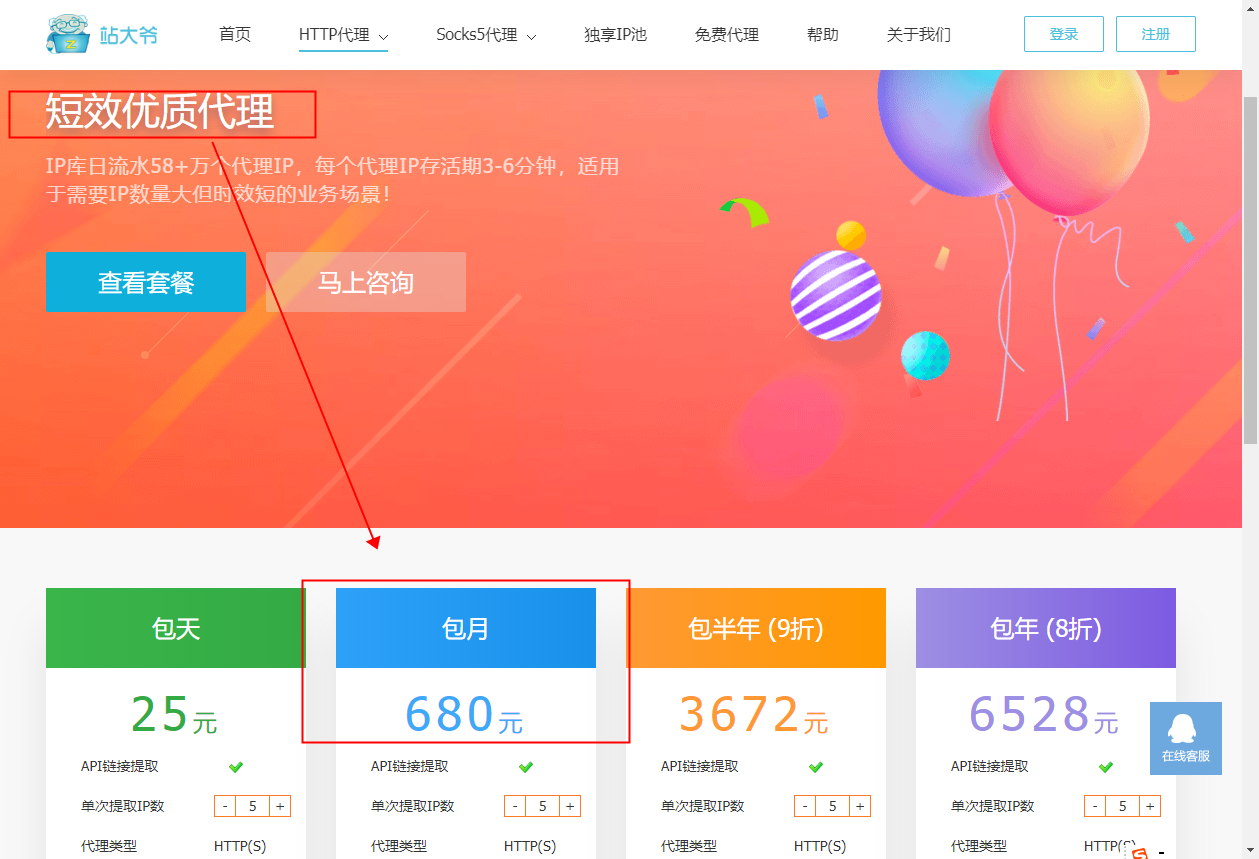 站大爷 首页 HTTP代理 Socks5代理 独享IP池 免费代理 帮助 关于我们 登录 注册
短效优质代理
IP库日流水58+万个代理IP，每个代理IP存活期3-6分钟，适用
于需要IP数量大但时效短的业务场景！
查看套餐 马上咨询
包天 包月 包半年 (9折) 包年 (8折)
25元 680元 3672元 6528元
在线客服
API链接提取 API链接提取 API链接提取 API链接提取
单次提取IP数 - 5 + 单次提取IP数 - 5 + 单次提取IP数 - 5 + 单次提取IP数 - 5 +
代理类型 HTTP(S) 代理类型 HTTP(S) 代理类型 HTTP(S) 代理类型